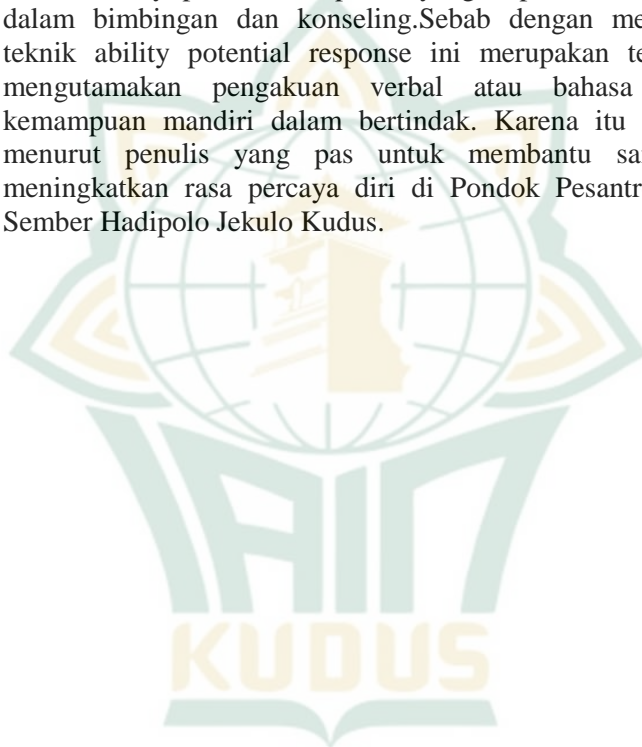 dalam bimbingan dan konseling.Sebab dengan me
teknik ability potential response ini merupakan te
mengutamakan pengakuan verbal atau bahasa
kemampuan mandiri dalam bertindak. Karena itu
menurut penulis yang pas untuk membantu sa
meningkatkan rasa percaya diri di Pondok Pesantr
Sember Hadipolo Jekulo Kudus.
IAIN
KUDUS